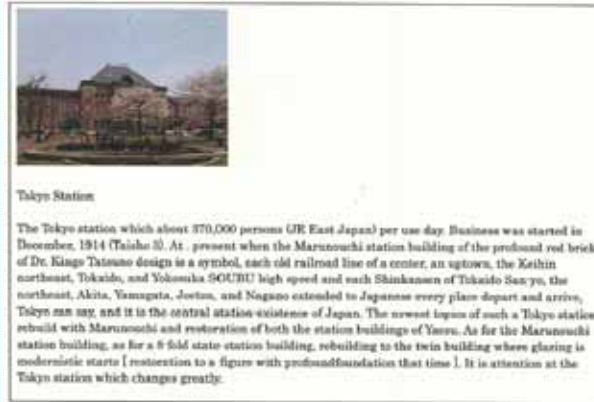 Tokyo Station
The Tokyo station which about 370,000 persons (JR East Japan) per use day. Business was started in
December, 1914 (Taisho 3). At . present when the Marunouchi station building of the profound red brick
of Dr. Kingo Tatsuno design is a symbol, each old railroad line of a center, an uptown, the Keihin
northeast, Tokaido, and Yokosuka SOUBU high speed and each Shinkansen of Tokaido San-yo, the
northeast, Akita, Yamagata, Joetsu, and Nagano extended to Japanese every place depart and arrive,
Tokyo can say, and it is the central station-existence of Japan. The newest topics of such a Tokyo station
rebuild with Marunouchi and restoration of both the station buildings of Yaesu. As for the Marunouchi
station building, as for a 8-fold state station building, rebuilding to the twin building where glazing is
modernistic starts [ restoration to a figure with profoundfoundation that time ]. It is attention at the
Tokyo station which changes greatly.